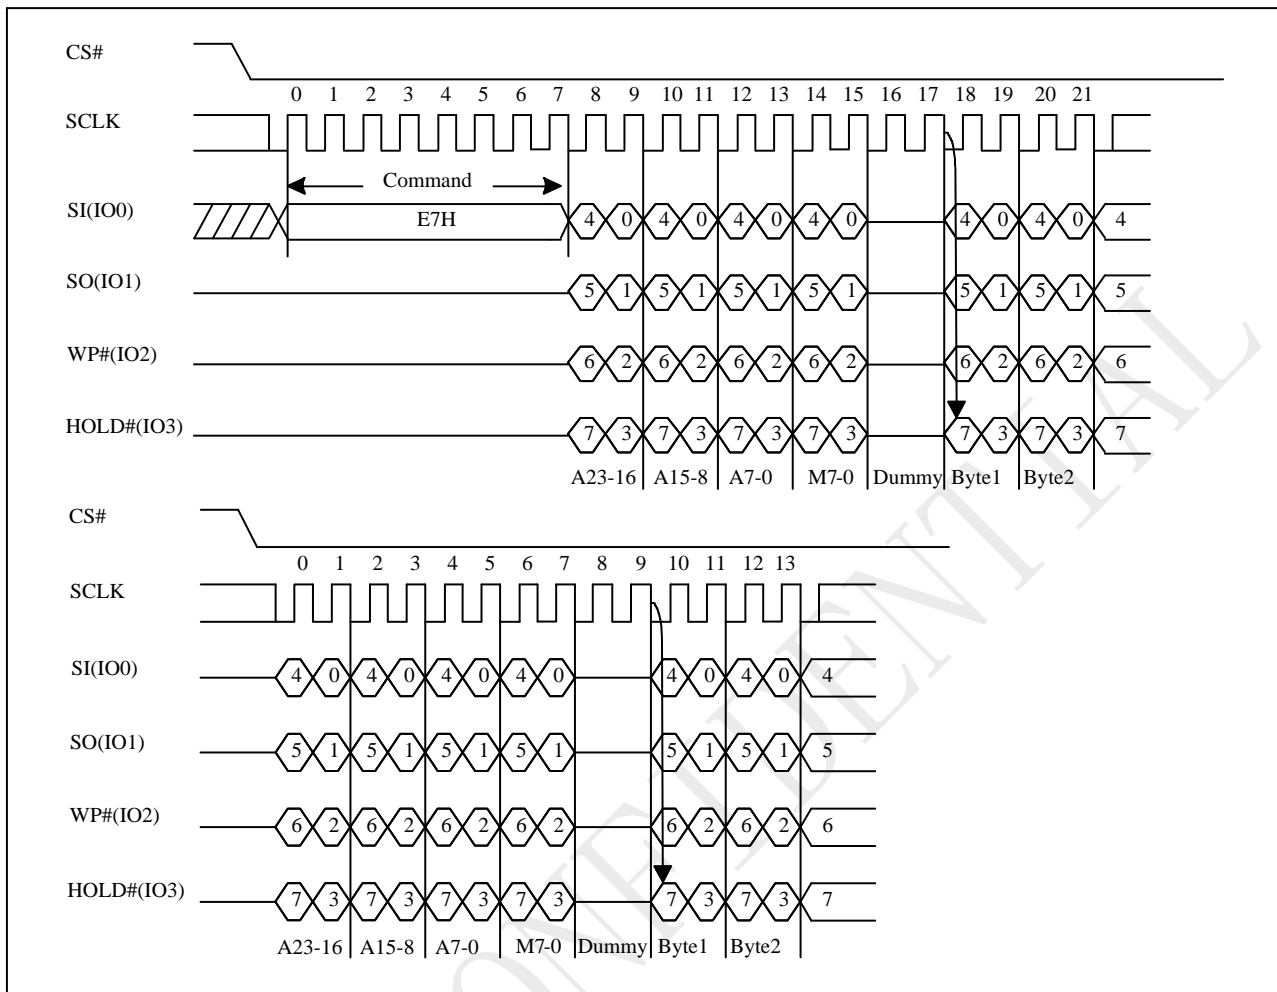 CS#
0 1 2 3 4 5 6 7 8 9 10 11 12 13 14 15 16 17 18 19 20 21
SCLK
Command
SI(IO0) E7H 4 0 4 0 4 0 4 0 4 0 4 0 4
SO(IO1) 5 1 5 1 5 1 5 1 5 1 5 1 5
WP#(IO2) 6 2 6 2 6 2 6 2 6 2 6 2 6
HOLD#(IO3) 7 3 7 3 7 3 7 3 7 3 7 3 7
A23-16 A15-8 A7-0 M7-0 Dummy Byte1 Byte2
CS#
0 1 2 3 4 5 6 7 8 9 10 11 12 13
SCLK
SI(IO0) 4 0 4 0 4 0 4 0 4 0 4 0 4
SO(IO1) 5 1 5 1 5 1 5 1 5 1 5 1 5
WP#(IO2) 6 2 6 2 6 2 6 2 6 2 6 2 6
HOLD#(IO3) 7 3 7 3 7 3 7 3 7 3 7 3 7
A23-16 A15-8 A7-0 M7-0 Dummy Byte1 Byte2
ONFIDENTIAL